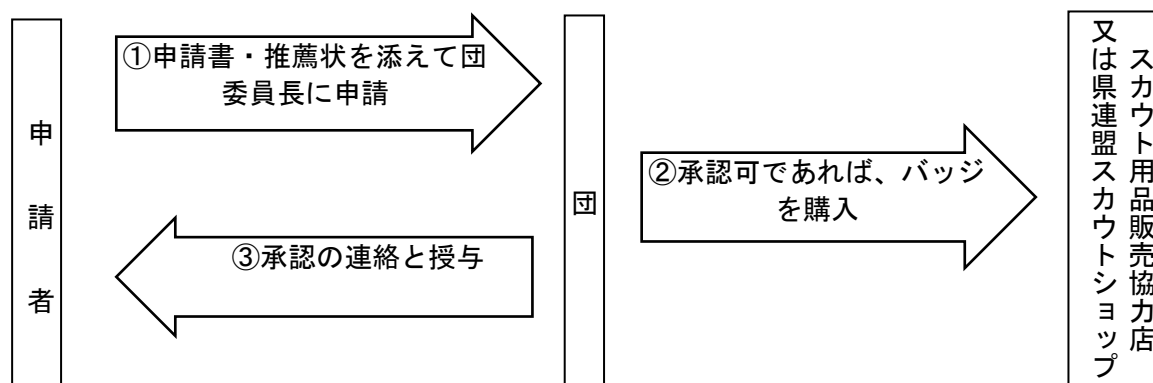 申請者
①申請書・推薦状を添えて団
委員長に申請
③承認の連絡と授与
団
②承認可であれば、バッジ
を購入
スカウト用品販売協力店
又は県連盟スカウトショップ